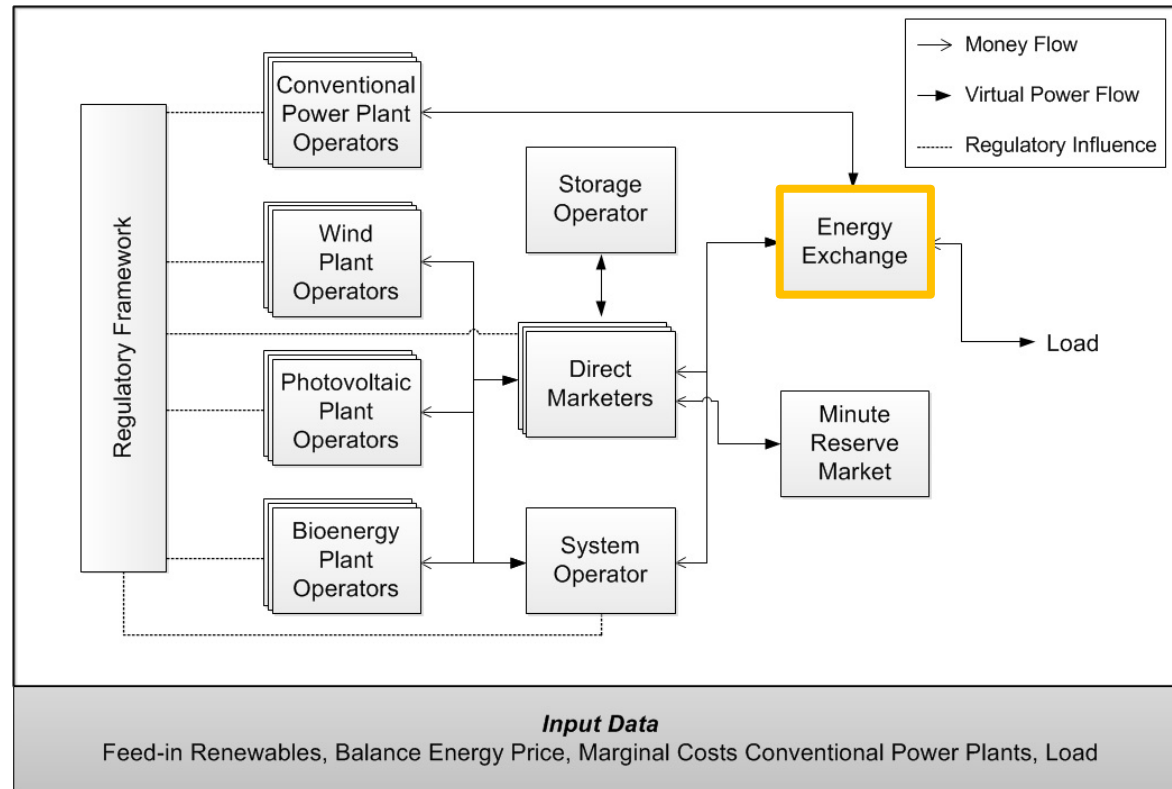 Money Flow
Virtual Power Flow
Regulatory Influence
Regulatory Framework
Conventional
Power Plant
Operators
Wind
Plant
Operators
Photovoltaic
Plant
Operators
Bioenergy
Plant
Operators
Storage
Operator
Direct
Marketers
System
Operator
Energy
Exchange
Minute
Reserve
Market
Load
Input Data
Feed-in Renewables, Balance Energy Price, Marginal Costs Conventional Power Plants, Load